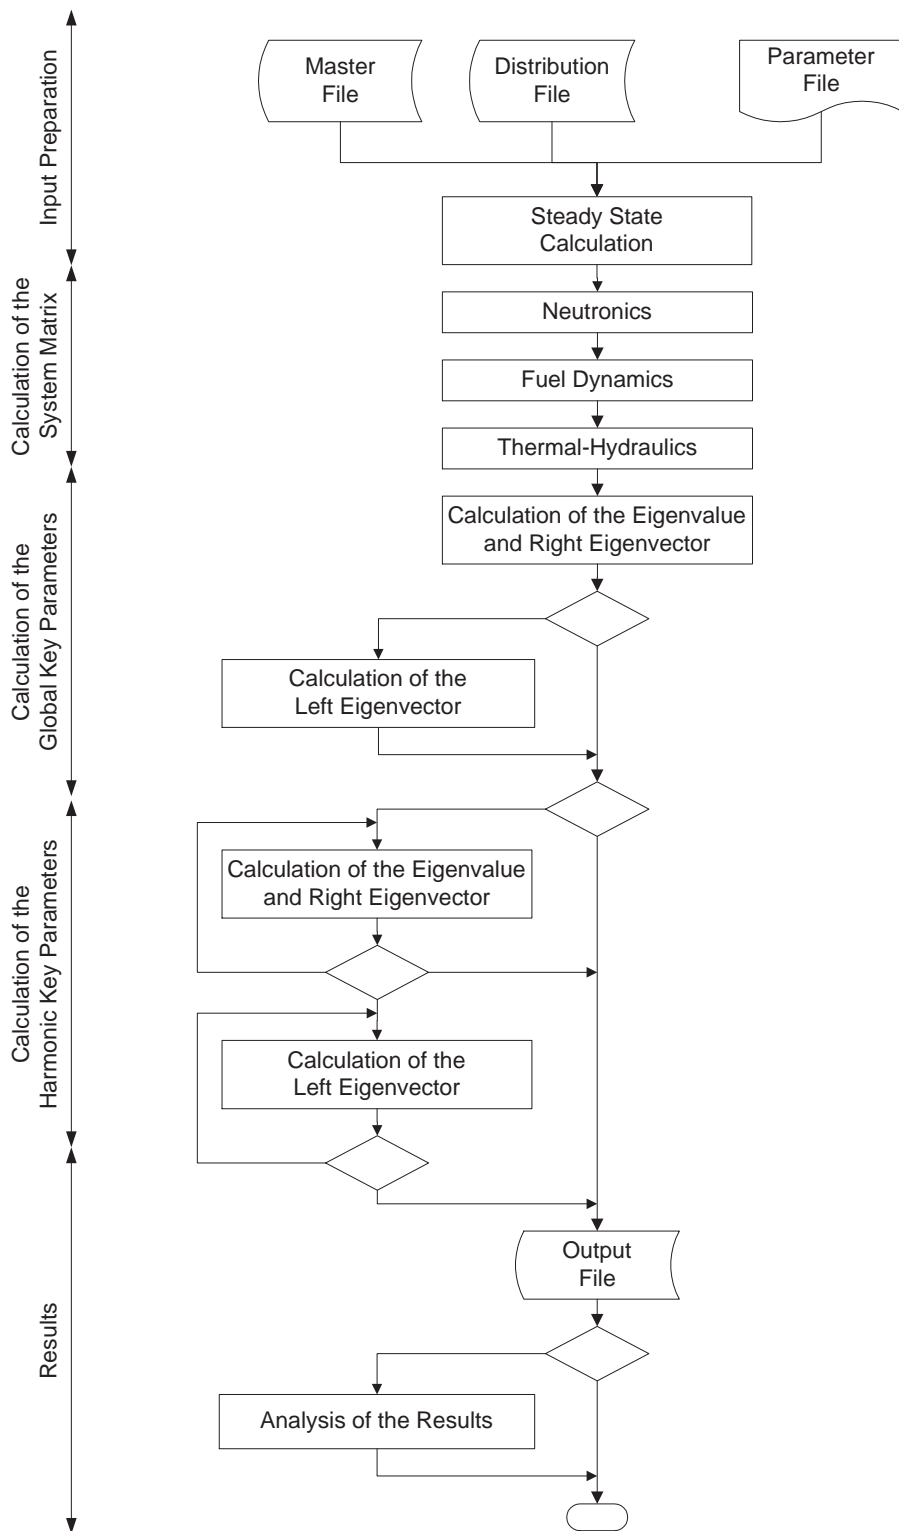 Master
File
Distribution
File
Parameter
File
Input Preparation
Steady State
Calculation
Calculation of the
System Matrix
Neutronics
Fuel Dynamics
Thermal-Hydraulics
Calculation of the
Global Key Parameters
Calculation of the Eigenvalue
and Right Eigenvector
Calculation of the
Left Eigenvector
Calculation of the
Harmonic Key Parameters
Calculation of the Eigenvalue
and Right Eigenvector
Calculation of the
Left Eigenvector
Results
Output
File
Analysis of the Results